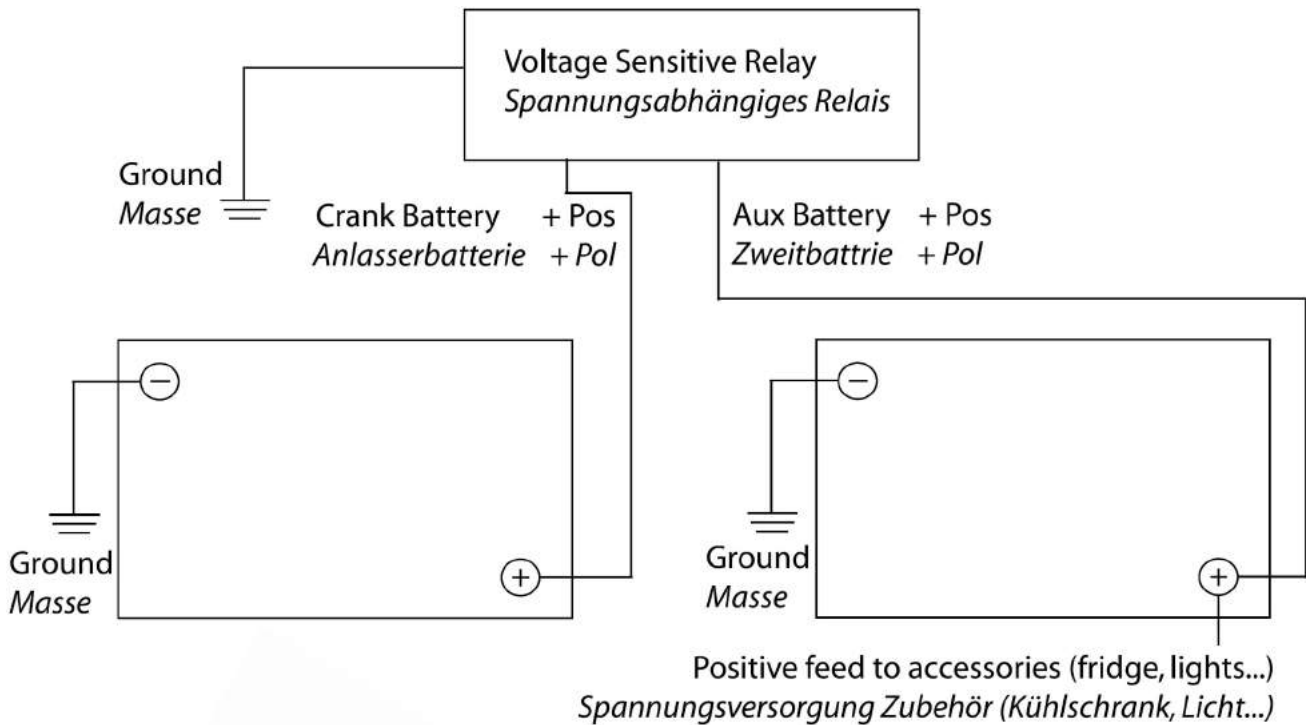 Voltage Sensitive Relay
Spannungsabhängiges Relais
Ground
Masse
Crank Battery + Pos
Anlasserbatterie + Pol
Aux Battery + Pos
Zweitbattrie + Pol
−
+
Ground
Masse
−
+
Ground
Masse
Positive feed to accessories (fridge, lights...)
Spannungsversorgung Zubehör (Kühlschrank, Licht...)